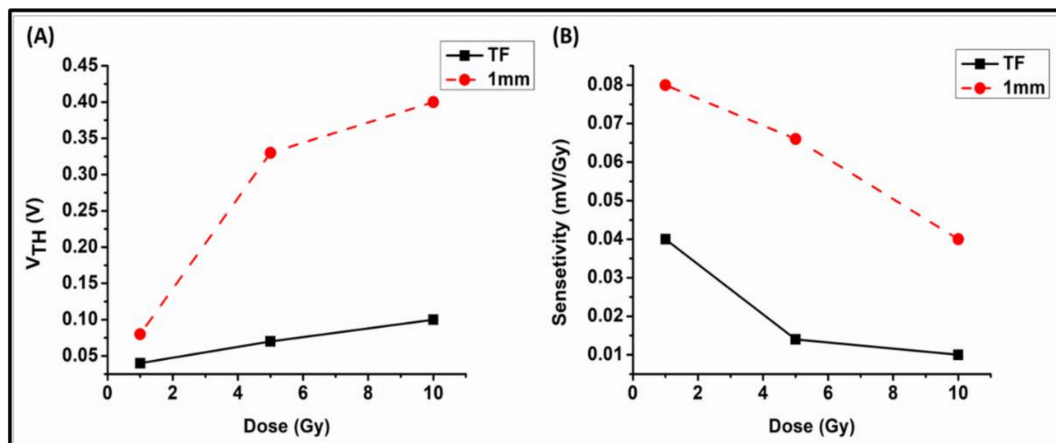 (A)
TF
1mm
0.45
0.40
0.35
0.30
0.25
0.20
0.15
0.10
0.05
VTH (V)
0 2 4 6 8 10
Dose (Gy)
(B)
TF
1mm
0.08
0.07
0.06
0.05
0.04
0.03
0.02
0.01
Sensetivity (mV/Gy)
0 2 4 6 8 10
Dose (Gy)